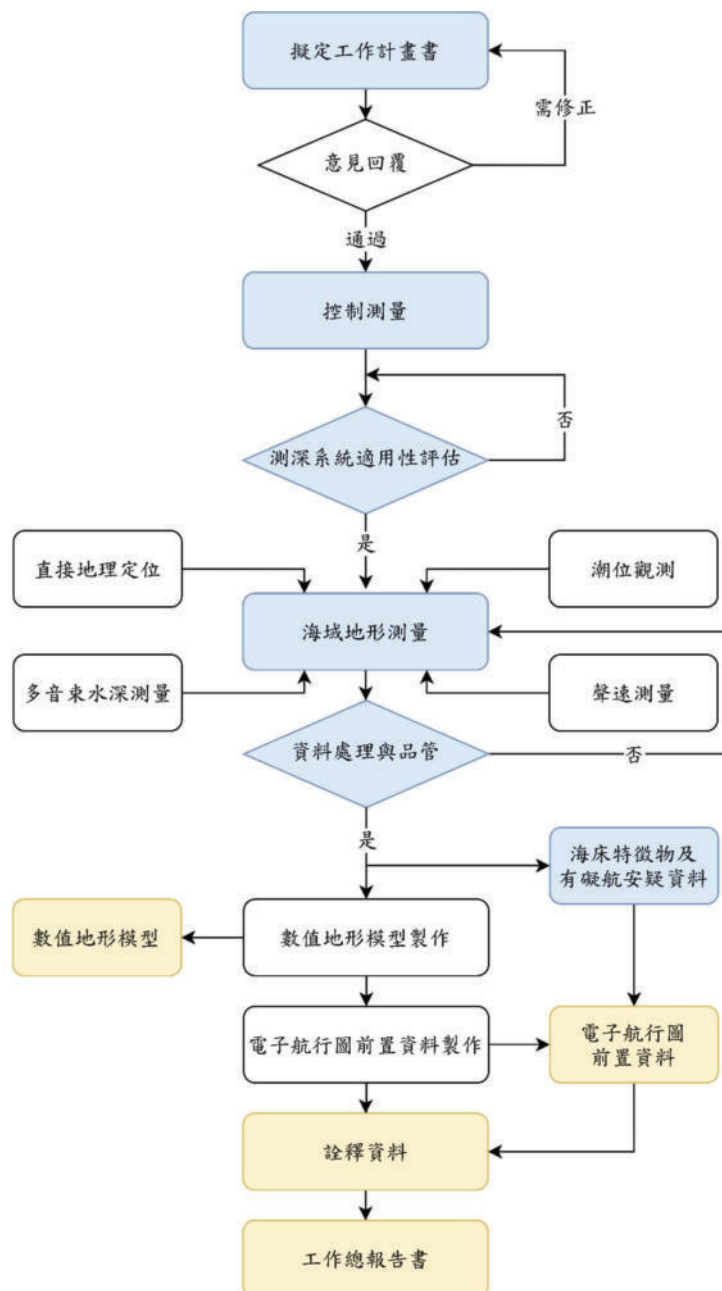 擬定工作計畫書
需修正
意見回覆
通過
控制測量
否
測深系統適用性評估
是
直接地理定位
潮位觀測
海域地形測量
多音束水深測量
聲速測量
資料處理與品管
否
是
海床特徵物及
有礙航安疑資料
數值地形模型
數值地形模型製作
電子航行圖前置資料製作
電子航行圖
前置資料
詮釋資料
工作總報告書